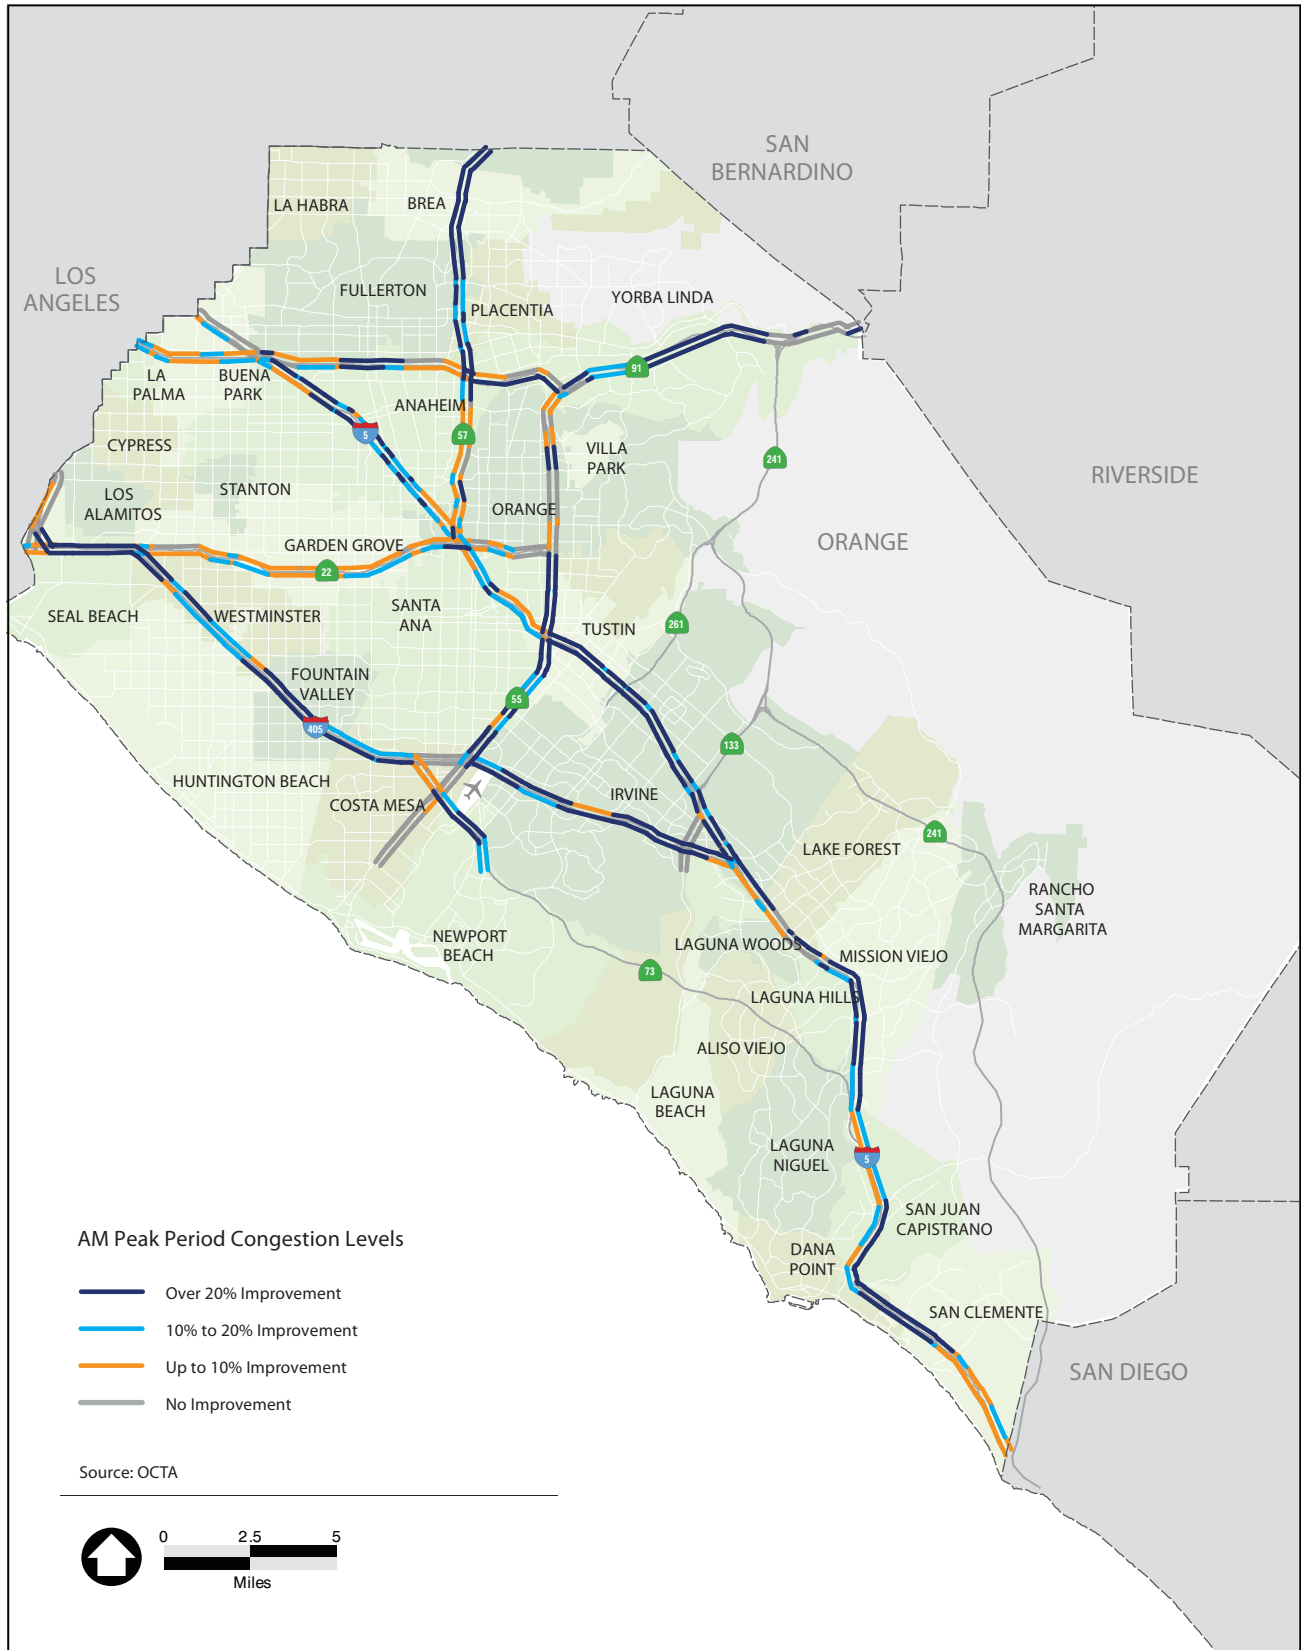 SAN
BERNARDINO
LA HABRA
BREA
LOS
ANGELES
FULLERTON
PLACENTIA
YORBA LINDA
LA
PALMA
BUENA
PARK
91
ANAHEIM
5
57
CYPRESS
VILLA
PARK
241
RIVERSIDE
LOS
ALAMITOS
STANTON
ORANGE
GARDEN GROVE
ORANGE
22
SEAL BEACH
WESTMINSTER
SANTA
ANA
TUSTIN
261
FOUNTAIN
VALLEY
55
405
133
HUNTINGTON BEACH
COSTA MESA
IRVINE
LAKE FOREST
241
RANCHO
SANTA
MARGARITA
NEWPORT
BEACH
LAGUNA WOODS
MISSION VIEJO
73
LAGUNA HILLS
ALISO VIEJO
LAGUNA
BEACH
LAGUNA
NIGUEL
5
SAN JUAN
CAPISTRANO
DANA
POINT
SAN CLEMENTE
SAN DIEGO
AM Peak Period Congestion Levels
Over 20% Improvement
10% to 20% Improvement
Up to 10% Improvement
No Improvement
Source: OCTA
0 2.5 5
Miles